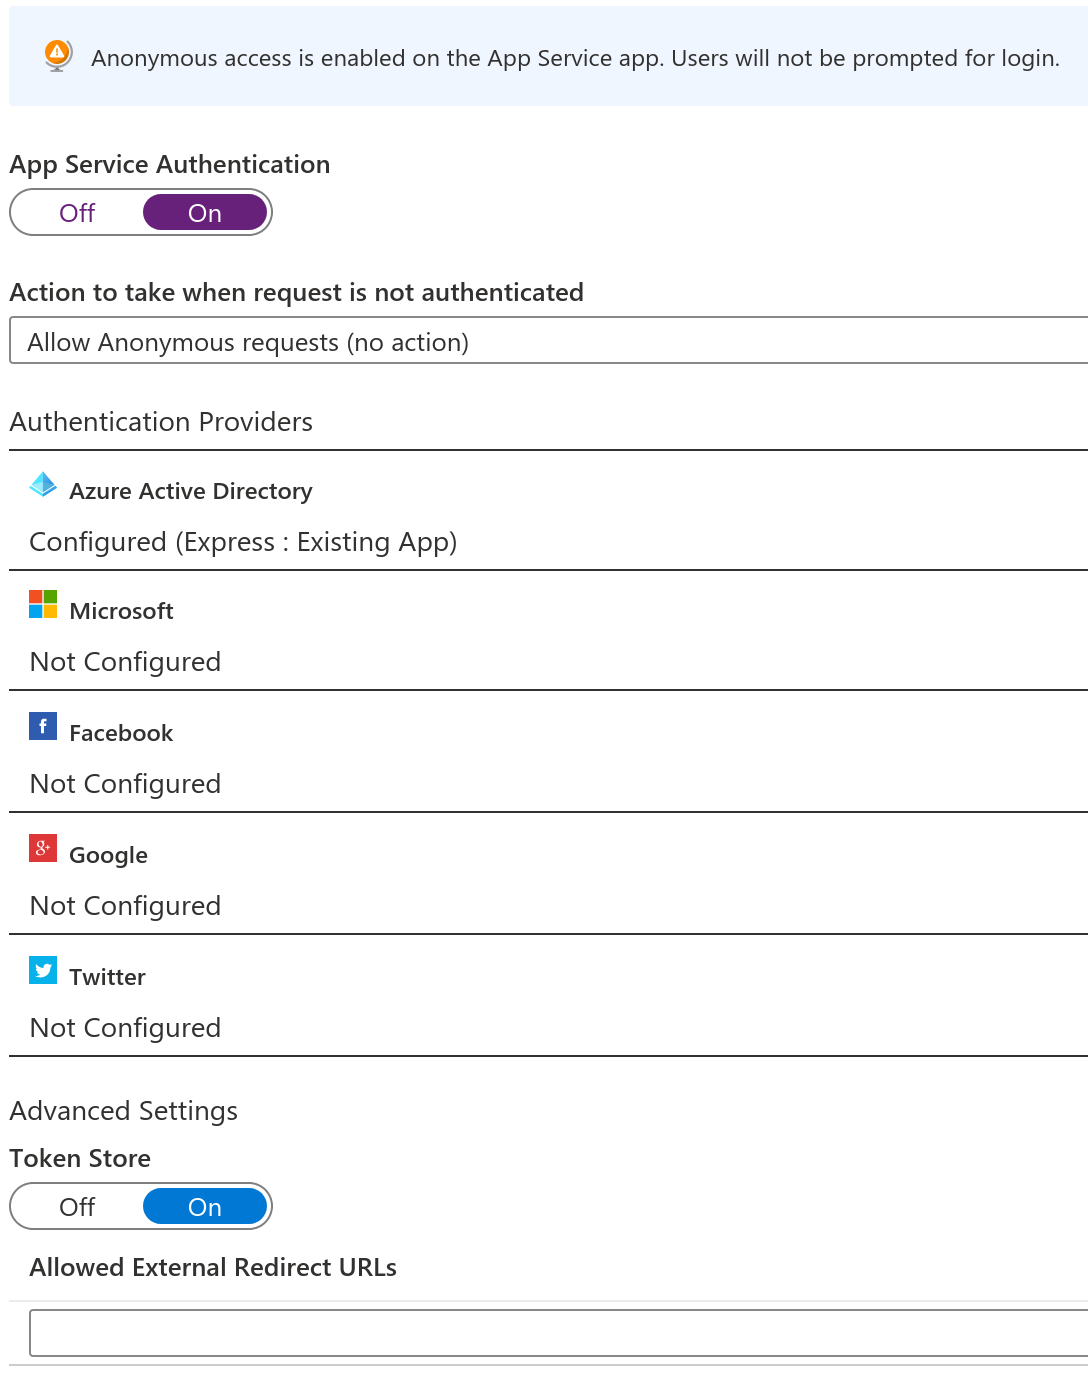 Anonymous access is enabled on the App Service app. Users will not be prompted for login.
App Service Authentication
Off On
Action to take when request is not authenticated
Allow Anonymous requests (no action)
Authentication Providers
Azure Active Directory
Configured (Express : Existing App)
Microsoft
Not Configured
Facebook
Not Configured
Google
Not Configured
Twitter
Not Configured
Advanced Settings
Token Store
Off On
Allowed External Redirect URLs